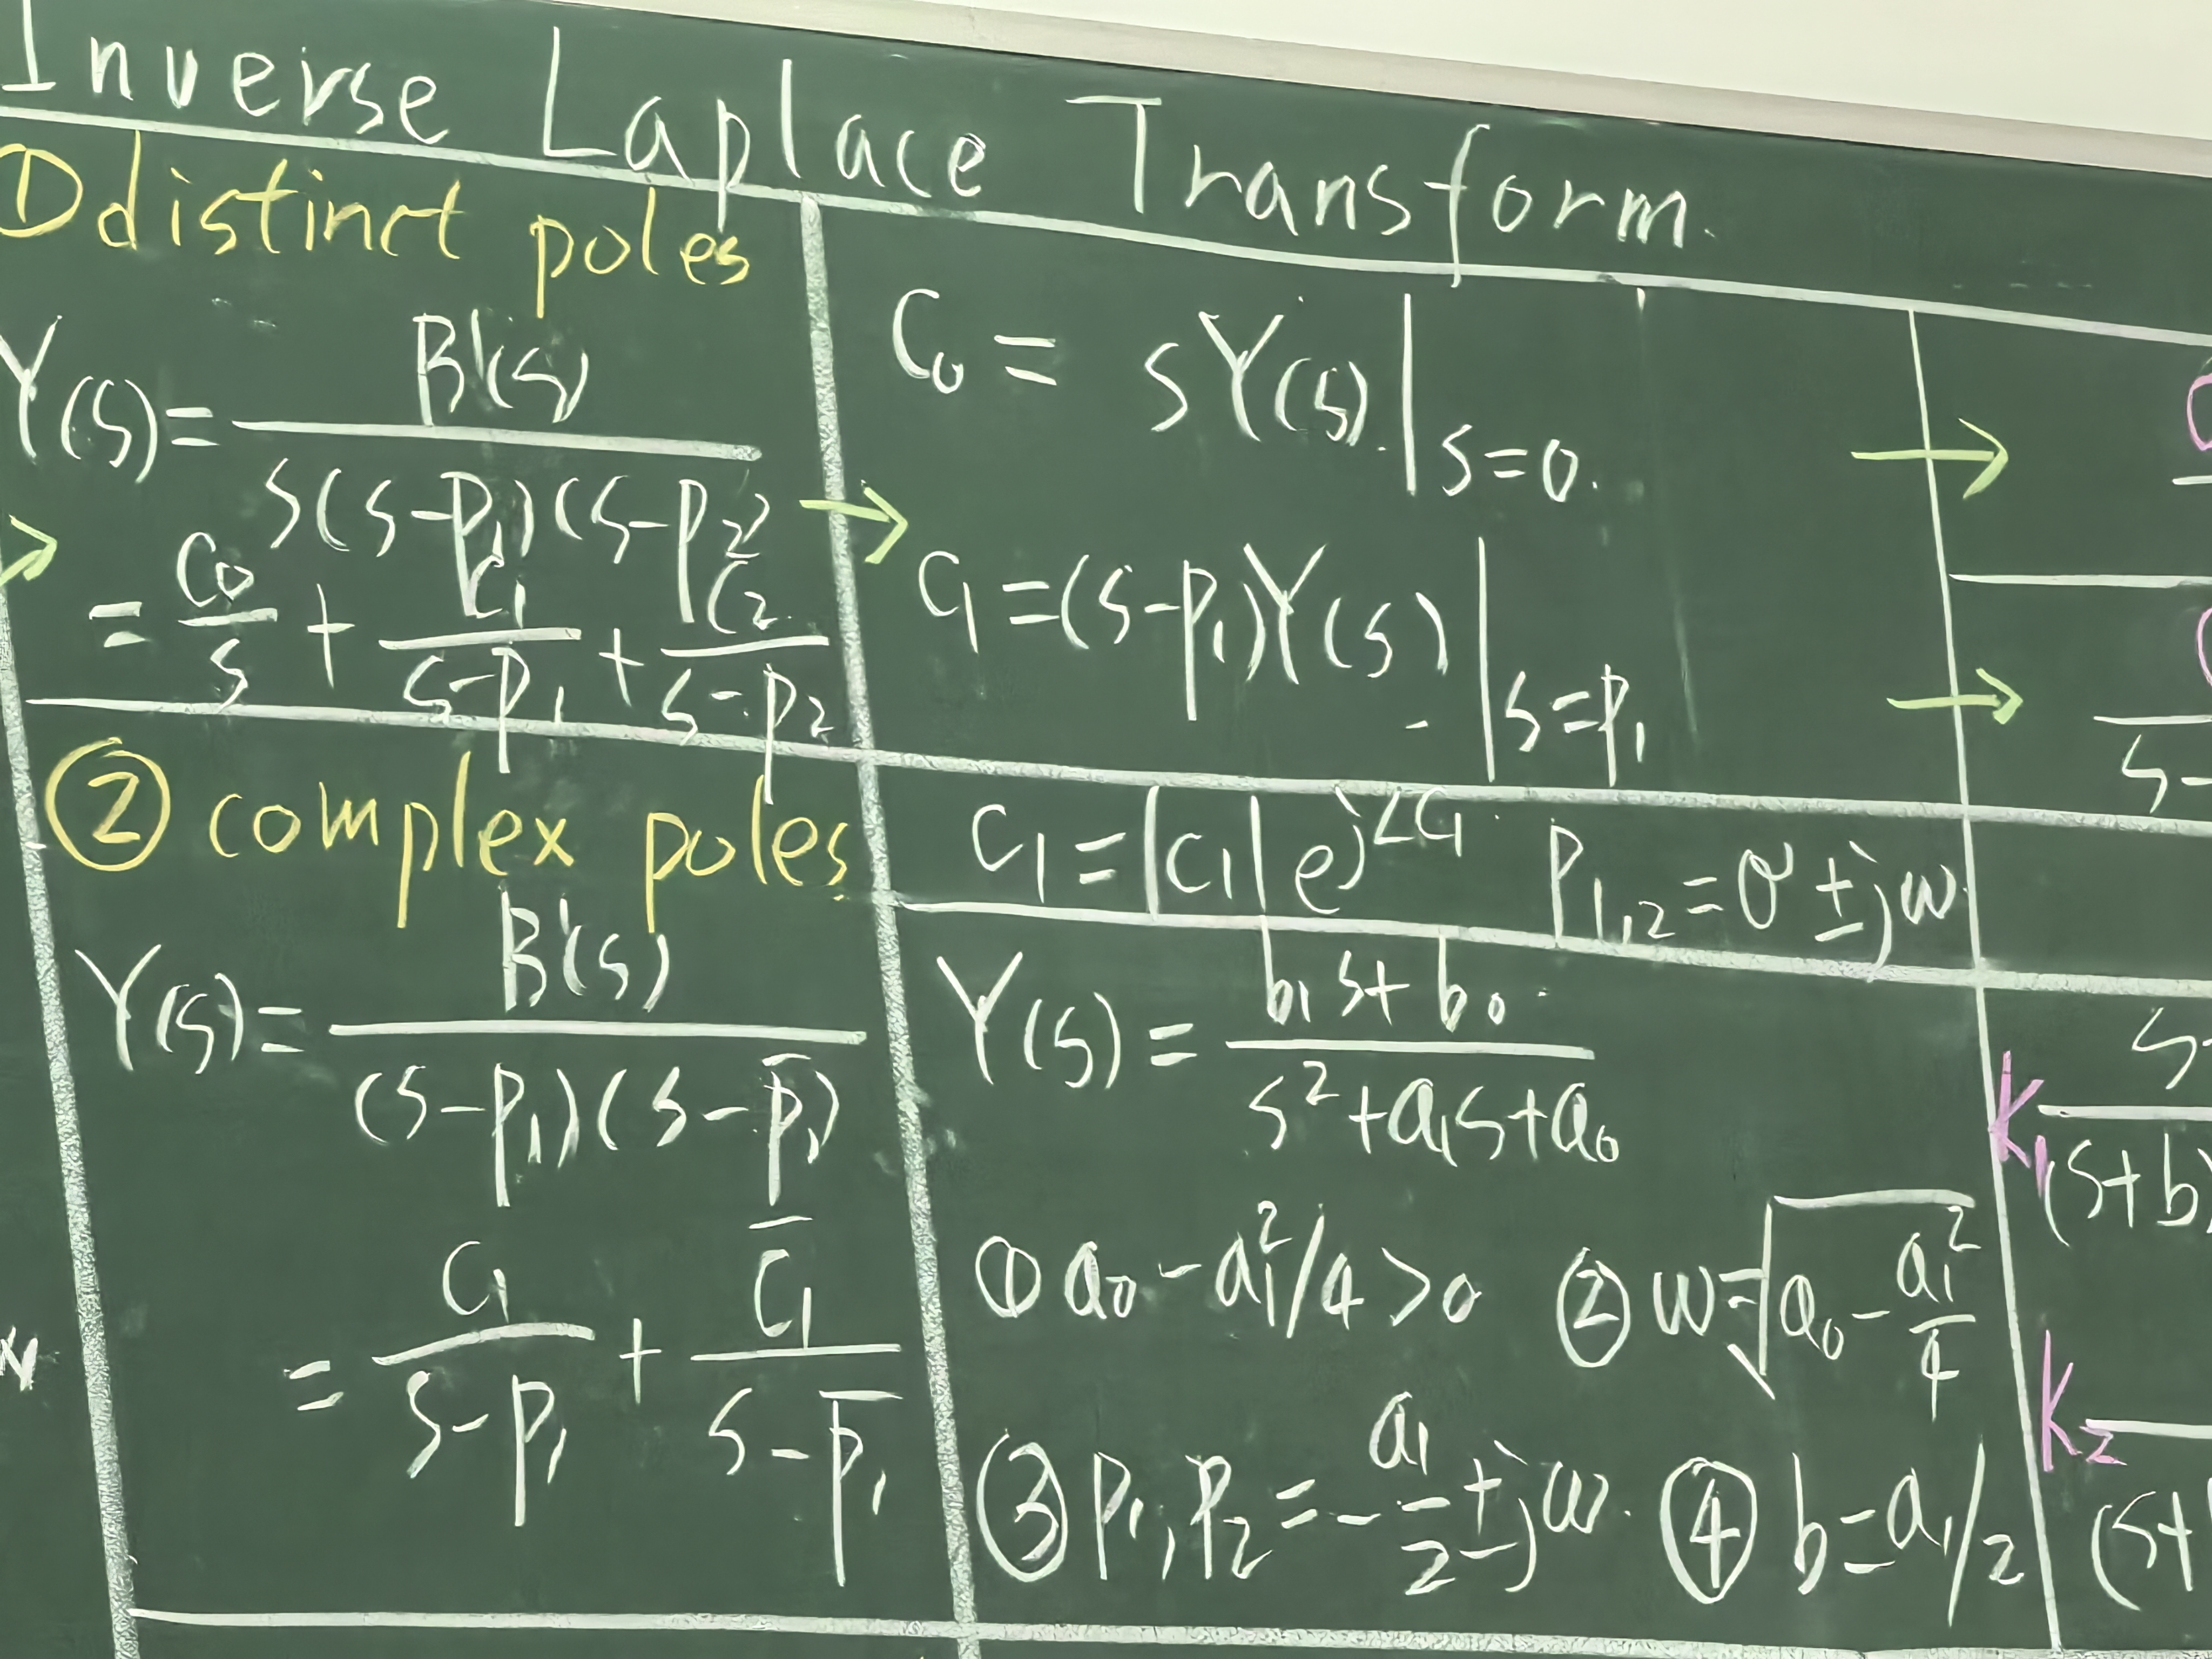 Inverse Laplace Transform.
① distinct poles
Y(s) = B'(s) / s(s-p₁)(s-p₂)
= C₀/s + C₁/(s-p₁) + C₂/(s-p₂)
C₀ = sY(s)|s=0.
C₁ = (s-p₁)Y(s)|s=p₁
② complex poles
Y(s) = B'(s) / (s-p₁)(s-p̅₁)
= C₁/(s-p₁) + C̅₁/(s-p̅₁)
C₁ = |C₁| e^j∠C₁ P₁,₂ = σ ± jω
Y(s) = (b₁s+b₀) / (s²+a₁s+a₀)
① a₀ - a₁²/4 > 0 ② ω = √(a₀ - a₁²/4)
③ P₁, P₂ = - a₁/2 ± jω. ④ b = a₁/2
s-
K₁
(s+b)
K₂
(s+